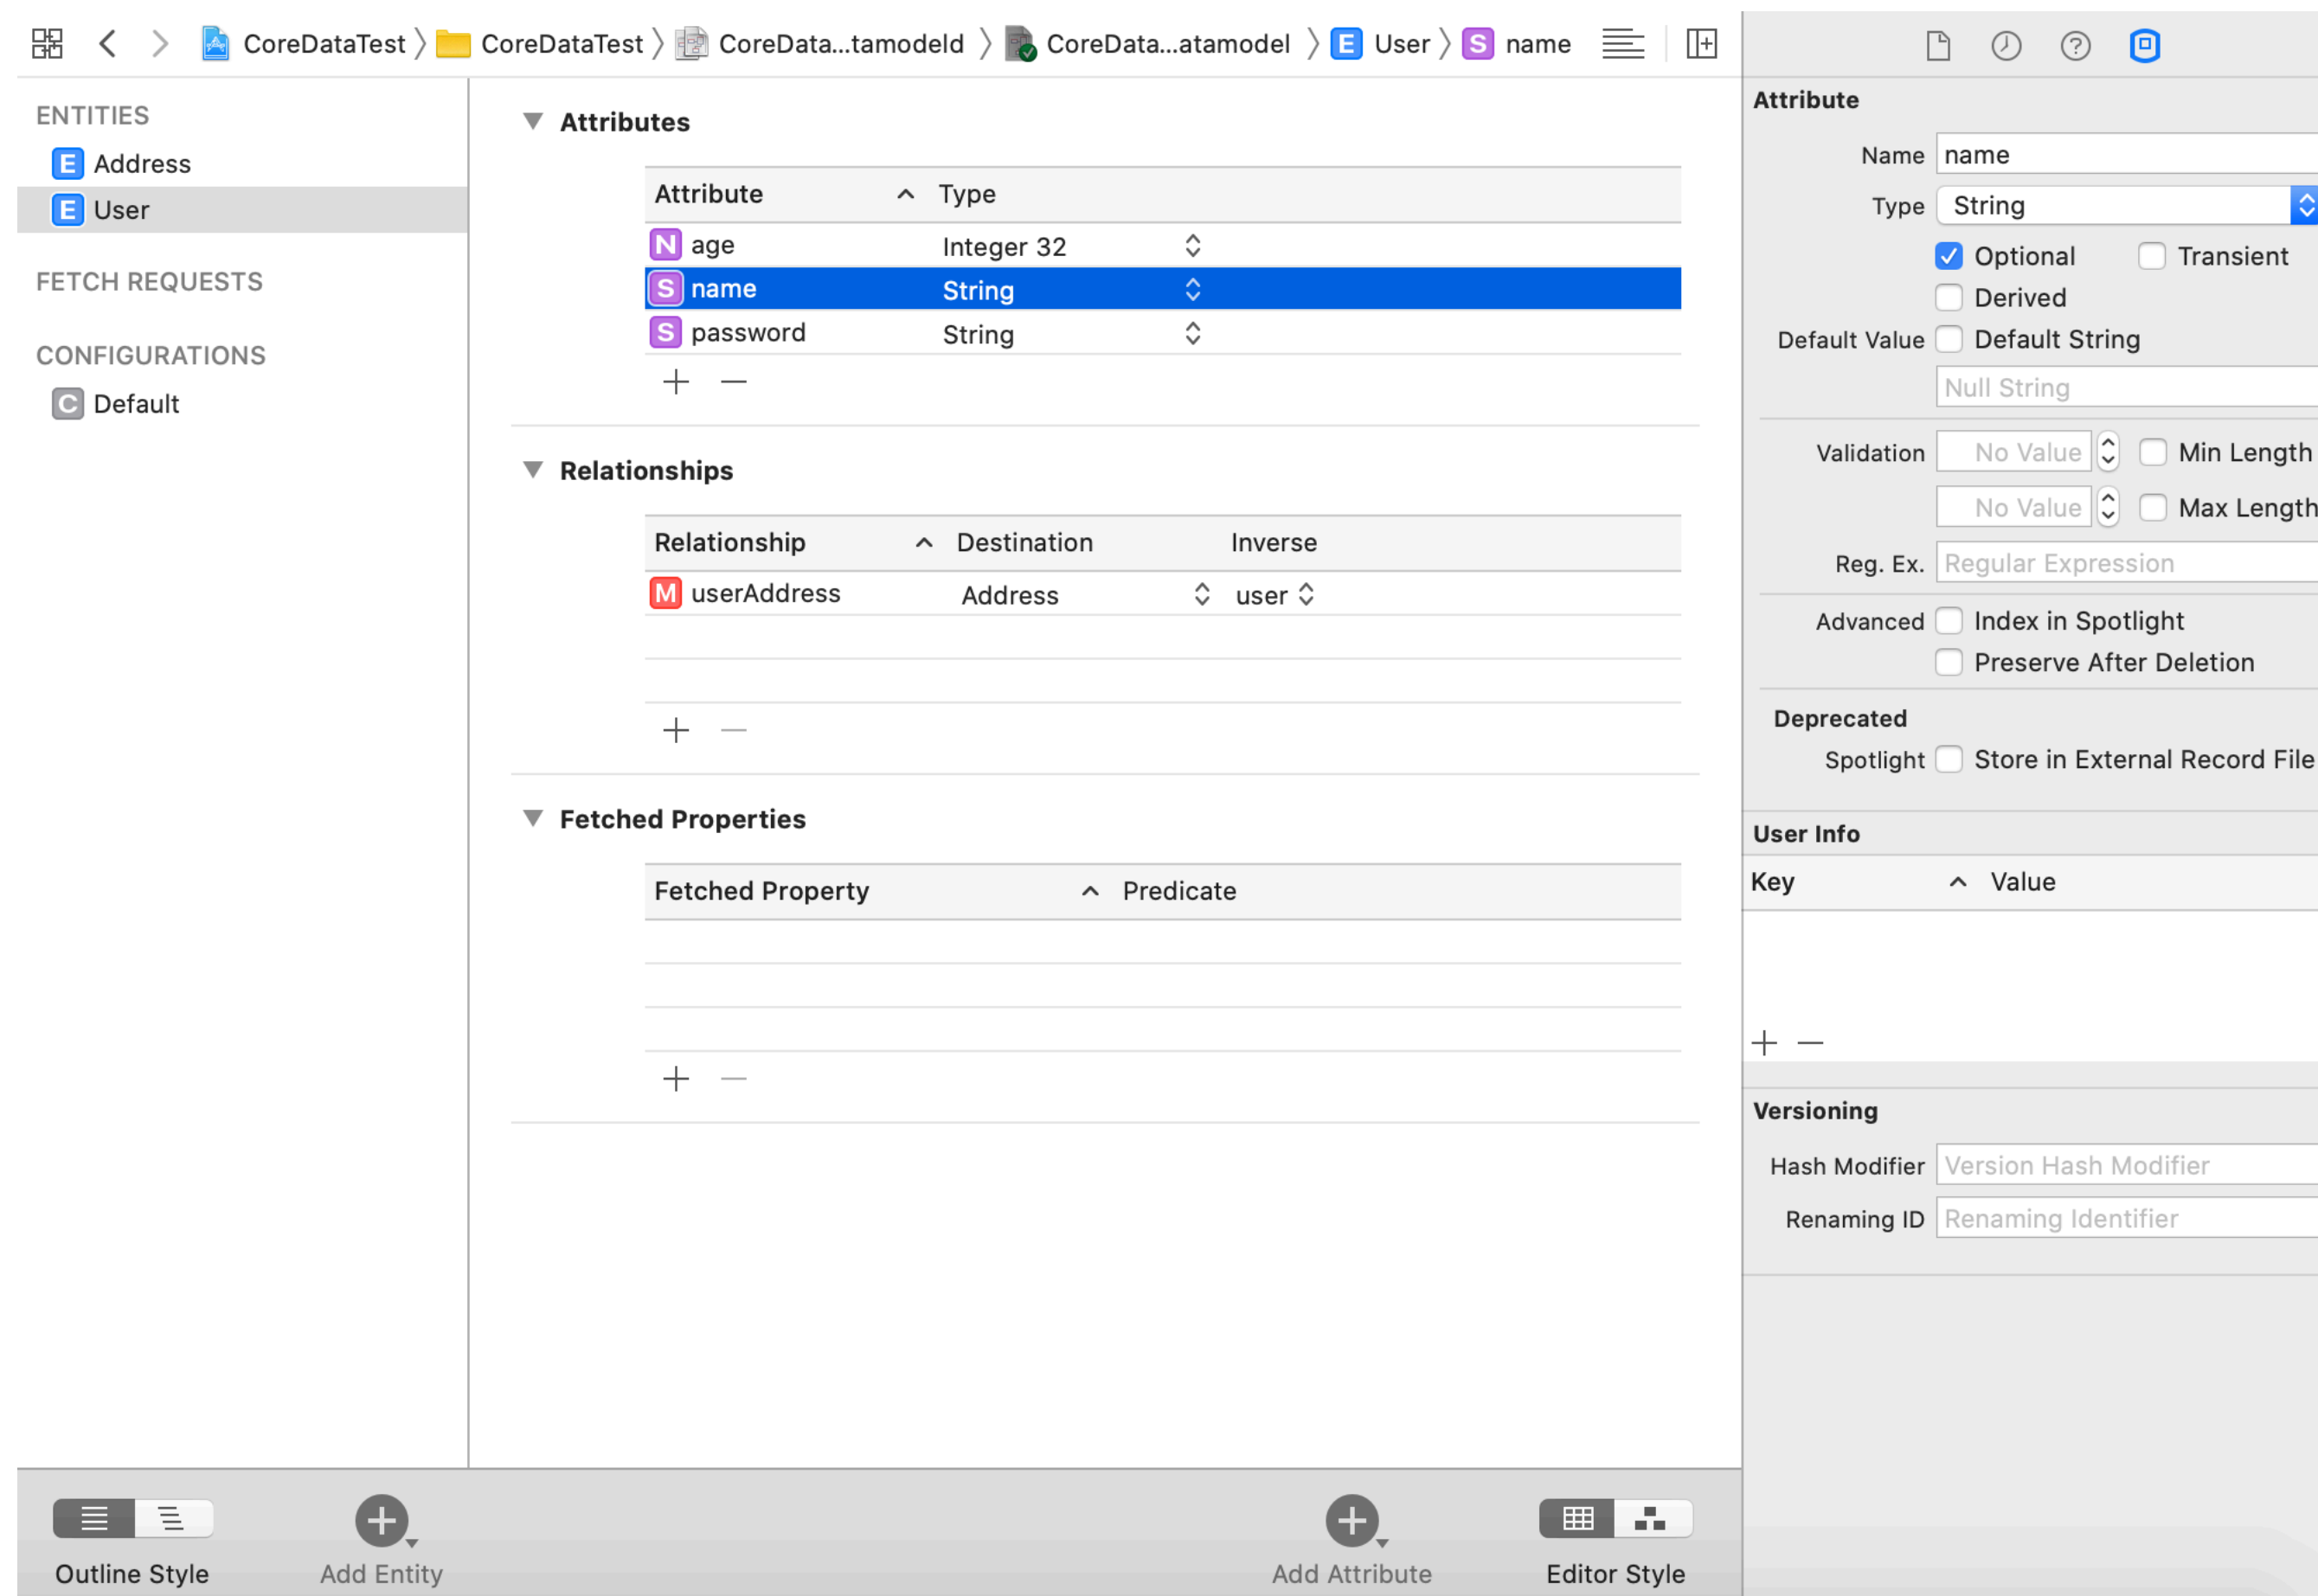 CoreDataTest CoreDataTest CoreData...tamodeld CoreData...atamodel E User S name
ENTITIES
E Address
E User
FETCH REQUESTS
CONFIGURATIONS
C Default
Attributes
Attribute Type
N age Integer 32
S name String
S password String
Relationships
Relationship Destination Inverse
M userAddress Address user
Fetched Properties
Fetched Property Predicate
Outline Style Add Entity Add Attribute Editor Style
Attribute
Name name
Type String
Optional Transient
Derived
Default Value Default String
Null String
Validation No Value Min Length
No Value Max Length
Reg. Ex. Regular Expression
Advanced Index in Spotlight
Preserve After Deletion
Deprecated
Spotlight Store in External Record File
User Info
Key Value
Versioning
Hash Modifier Version Hash Modifier
Renaming ID Renaming Identifier